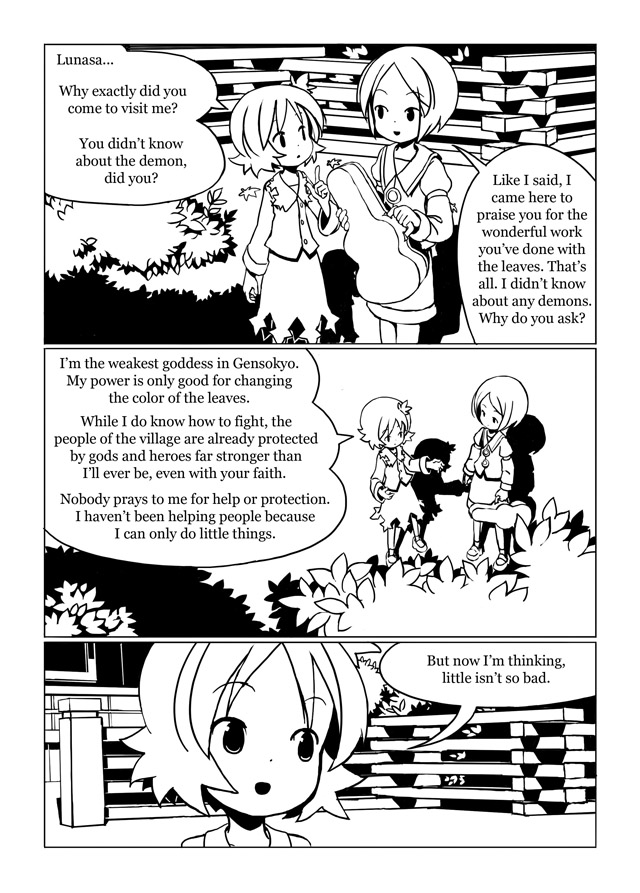 Lunasa...
Why exactly did you
come to visit me?
You didn't know
about the demon,
did you?
Like I said, I
came here to
praise you for the
wonderful work
you've done with
the leaves. That's
all. I didn't know
about any demons.
Why do you ask?
I'm the weakest goddess in Gensokyo.
My power is only good for changing
the color of the leaves.
While I do know how to fight, the
people of the village are already protected
by gods and heroes far stronger than
I'll ever be, even with your faith.
Nobody prays to me for help or protection.
I haven't been helping people because
I can only do little things.
But now I'm thinking,
little isn't so bad.